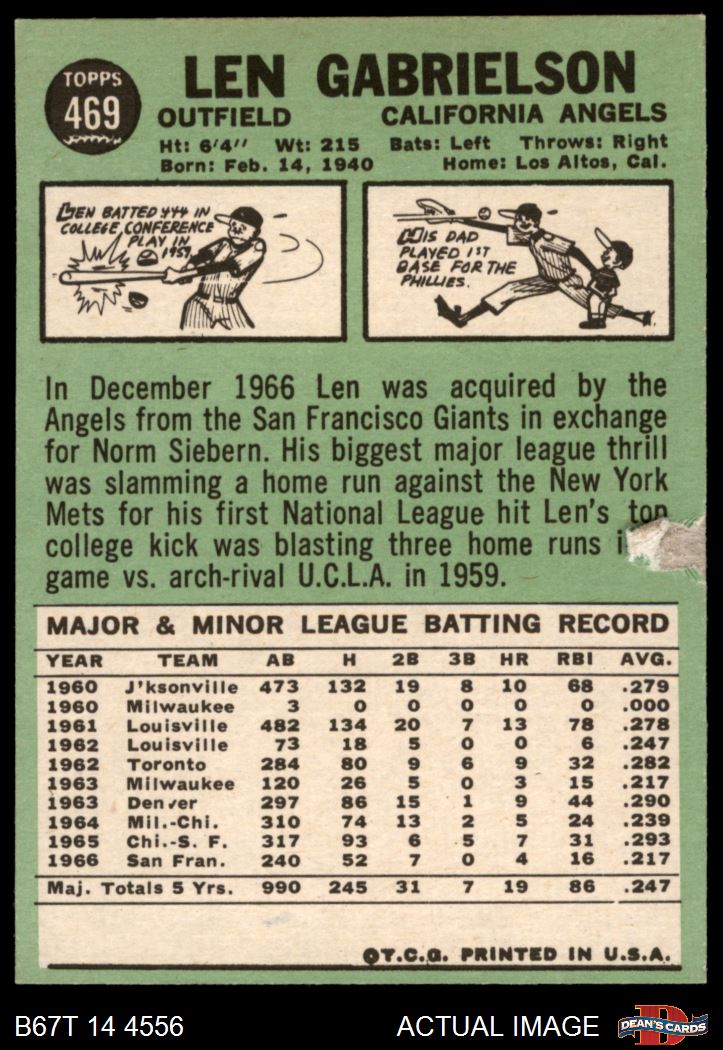 TOPPS
469
LEN GABRIELSON
OUTFIELD CALIFORNIA ANGELS
Ht: 6'4'' Wt: 215 Bats: Left Throws: Right
Born: Feb. 14, 1940 Home: Los Altos, Cal.
LEN BATTED 444 IN
COLLEGE CONFERENCE
PLAY IN
1959.
HIS DAD
PLAYED 1ST
BASE FOR THE
PHILLIES.
In December 1966 Len was acquired by the
Angels from the San Francisco Giants in exchange
for Norm Siebern. His biggest major league thrill
was slamming a home run against the New York
Mets for his first National League hit Len's top
college kick was blasting three home runs
game vs. arch-rival U.C.L.A. in 1959.
MAJOR & MINOR LEAGUE BATTING RECORD
YEAR TEAM AB H 2B 3B HR RBI AVG.
1960 J'ksonville 473 132 19 8 10 68 .279
1960 Milwaukee 3 0 0 0 0 0 .000
1961 Louisville 482 134 20 7 13 78 .278
1962 Louisville 73 18 5 0 0 6 .247
1962 Toronto 284 80 9 6 9 32 .282
1963 Milwaukee 120 26 5 0 3 15 .217
1963 Denver 297 86 15 1 9 44 .290
1964 Mil.-Chi. 310 74 13 2 5 24 .239
1965 Chi.-S. F. 317 93 6 5 7 31 .293
1966 San Fran. 240 52 7 0 4 16 .217
Maj. Totals 5 Yrs. 990 245 31 7 19 86 .247
©T.C.G. PRINTED IN U.S.A.
B67T 14 4556 ACTUAL IMAGE DEAN'S CARDS